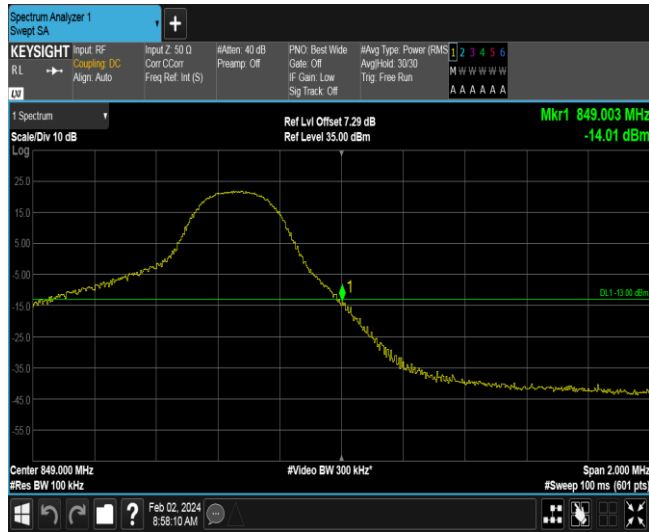 Spectrum Analyzer 1
Swept SA
+
KEYSIGHT
RL
LXI
Input: RF
Coupling: DC
Align: Auto
Input Z: 50 Ω
Corr CCorr
Freq Ref: Int (S)
#Atten: 40 dB
Preamp: Off
PNO: Best Wide
Gate: Off
IF Gain: Low
Sig Track: Off
#Avg Type: Power (RMS
Avg|Hold: 30/30
Trig: Free Run
1 2 3 4 5 6
M W W W W W
A A A A A A
1 Spectrum
Scale/Div 10 dB
Log
Ref Lvl Offset 7.29 dB
Ref Level 35.00 dBm
Mkr1 849.003 MHz
-14.01 dBm
25.0
15.0
5.00
-5.00
-15.0
-25.0
-35.0
-45.0
-55.0
1
DL1 -13.00 dBm
Center 849.000 MHz
#Res BW 100 kHz
#Video BW 300 kHz*
Span 2.000 MHz
#Sweep 100 ms (601 pts)
?
Feb 02, 2024
8:58:10 AM